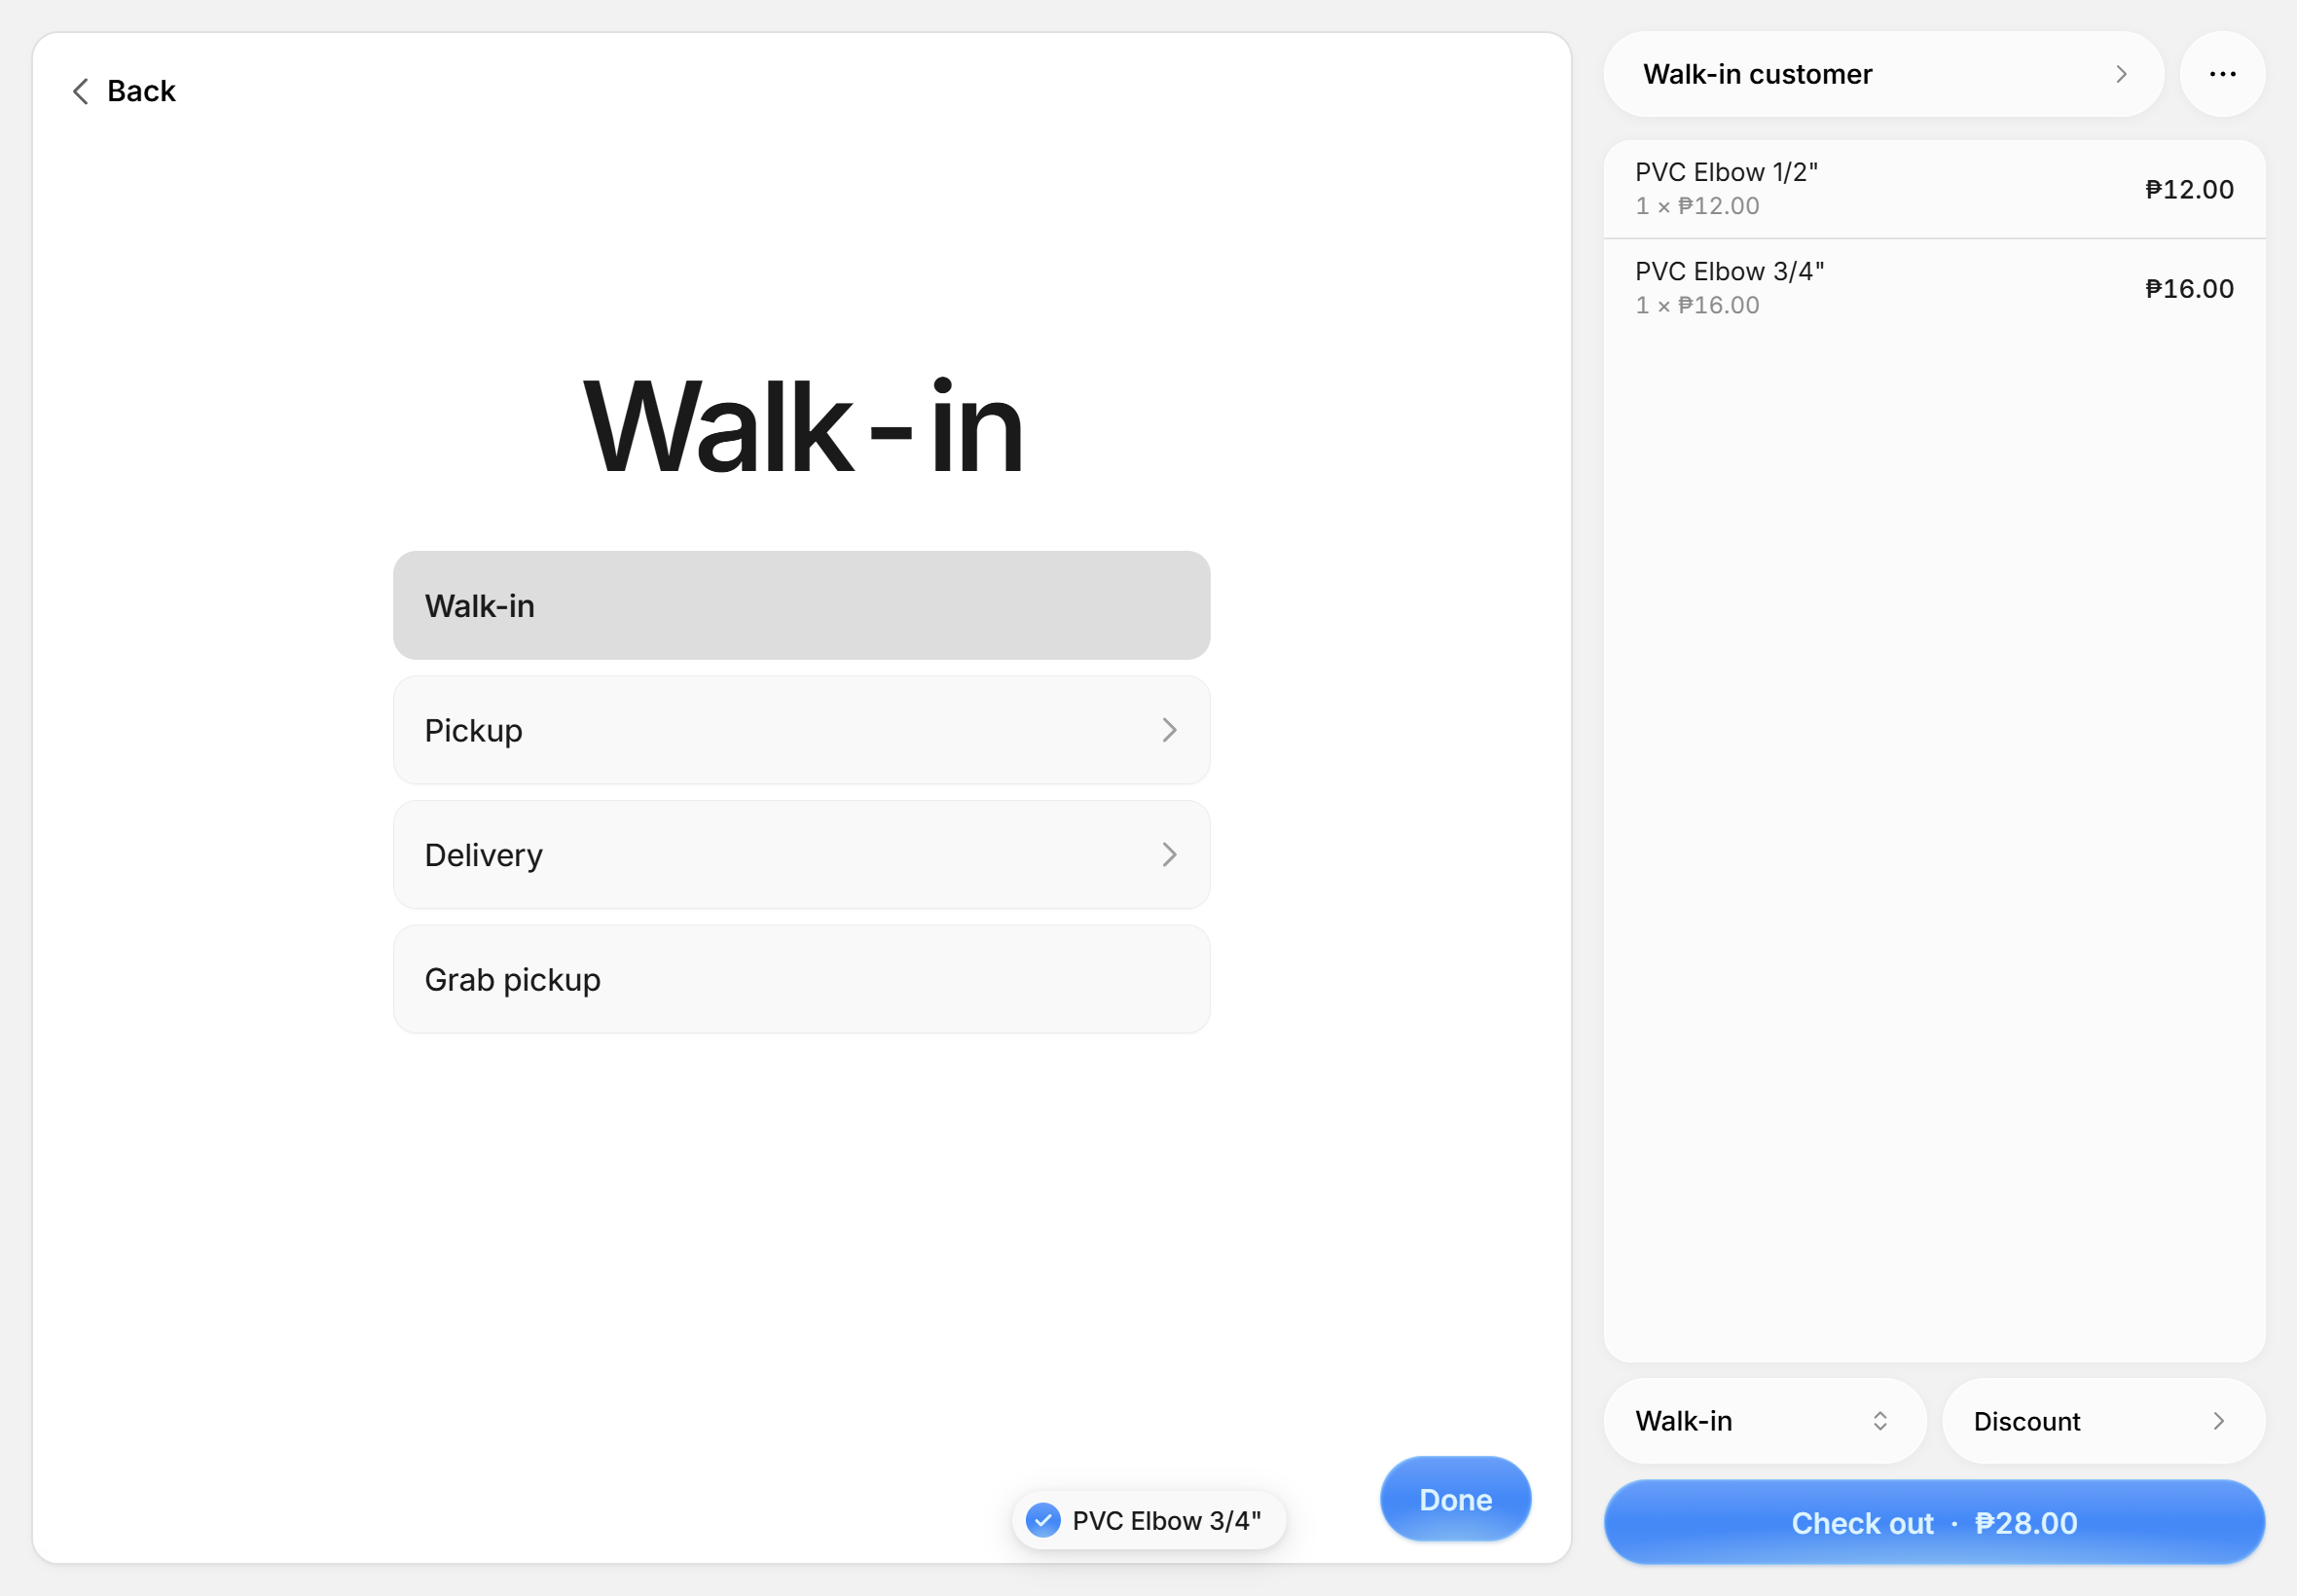 Back
Walk-in
Walk-in
Pickup
Delivery
Grab pickup
PVC Elbow 3/4"
Done
Walk-in customer
PVC Elbow 1/2"
1 × ₱12.00
₱12.00
PVC Elbow 3/4"
1 × ₱16.00
₱16.00
Walk-in
Discount
Check out · ₱28.00